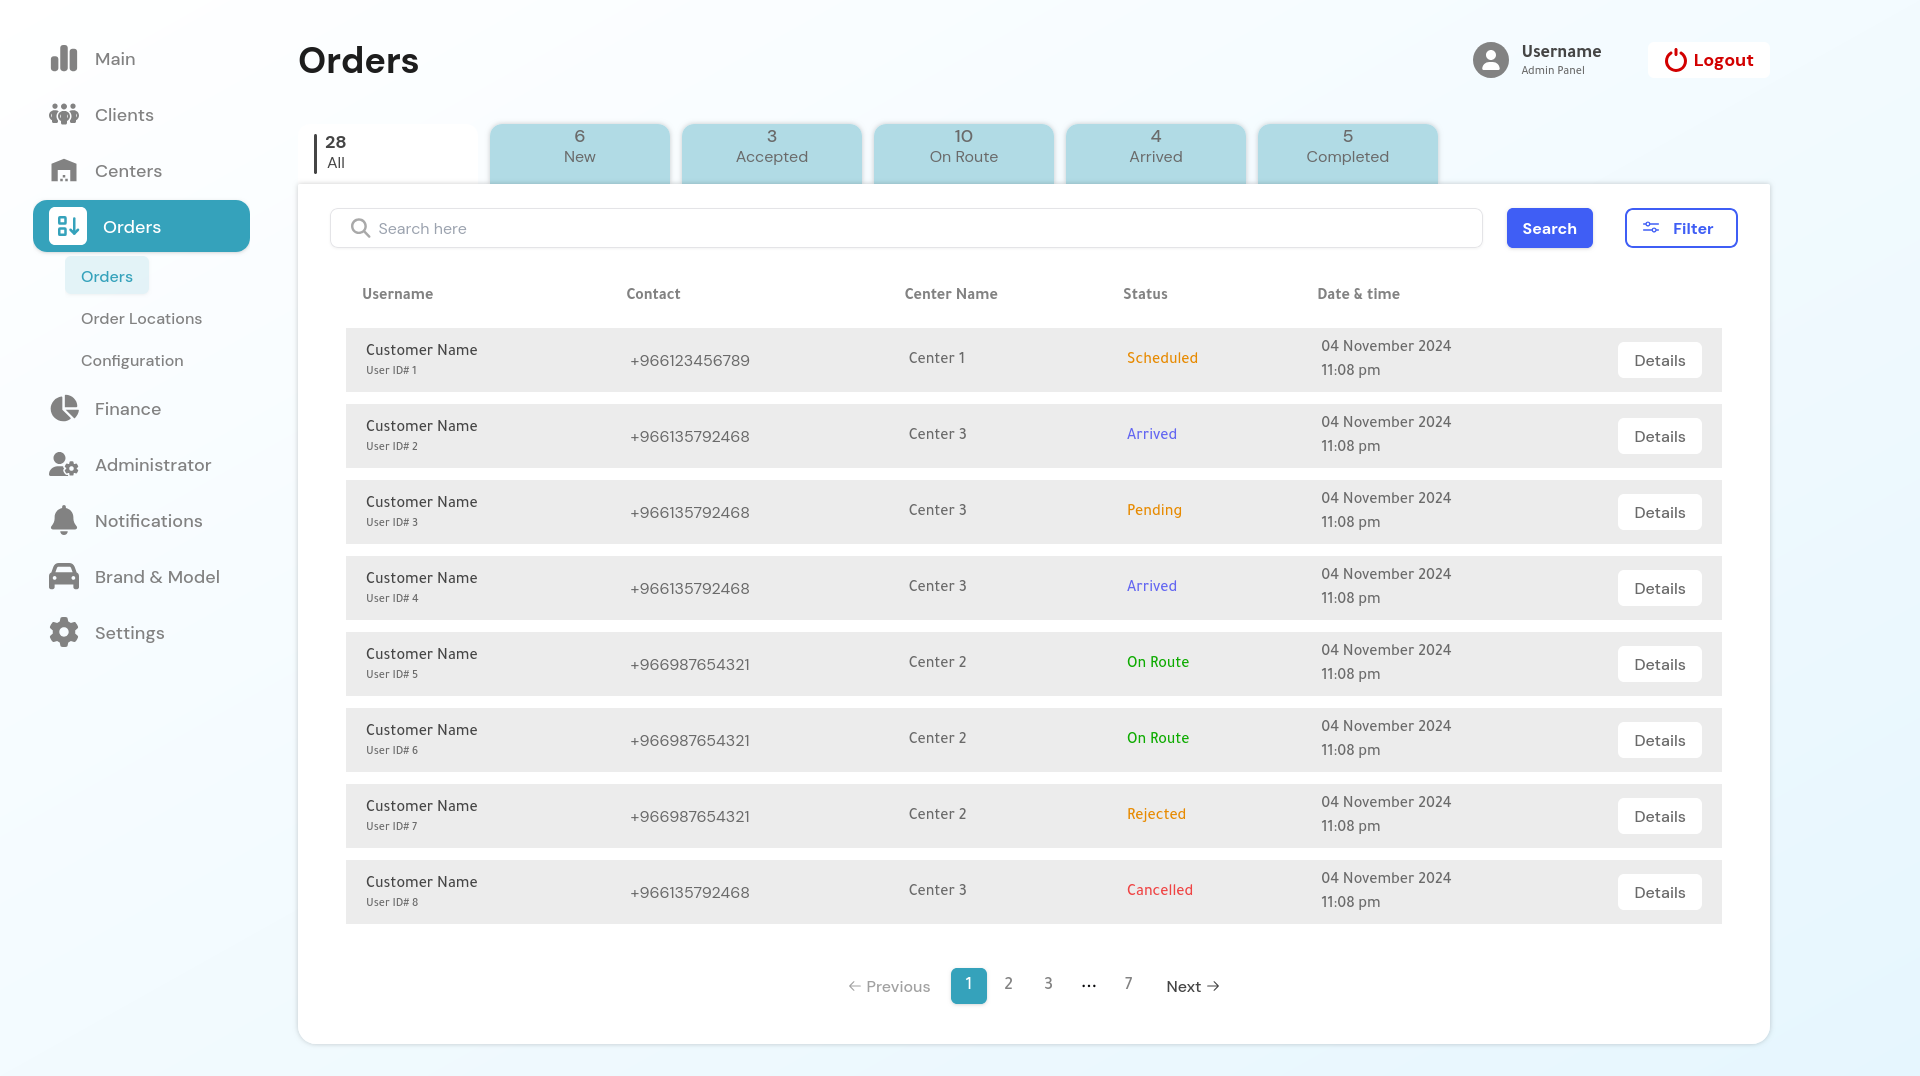 Main
Clients
Centers
Orders
Orders
Order Locations
Configuration
Finance
Administrator
Notifications
Brand & Model
Settings
Orders
Username
Admin Panel
Logout
28
All
6
New
3
Accepted
10
On Route
4
Arrived
5
Completed
Search here
Search
Filter
Username Contact Center Name Status Date & time
Customer Name
User ID# 1
+966123456789
Center 1
Scheduled
04 November 2024
11:08 pm
Details
Customer Name
User ID# 2
+966135792468
Center 3
Arrived
04 November 2024
11:08 pm
Details
Customer Name
User ID# 3
+966135792468
Center 3
Pending
04 November 2024
11:08 pm
Details
Customer Name
User ID# 4
+966135792468
Center 3
Arrived
04 November 2024
11:08 pm
Details
Customer Name
User ID# 5
+966987654321
Center 2
On Route
04 November 2024
11:08 pm
Details
Customer Name
User ID# 6
+966987654321
Center 2
On Route
04 November 2024
11:08 pm
Details
Customer Name
User ID# 7
+966987654321
Center 2
Rejected
04 November 2024
11:08 pm
Details
Customer Name
User ID# 8
+966135792468
Center 3
Cancelled
04 November 2024
11:08 pm
Details
← Previous 1 2 3 ... 7 Next →